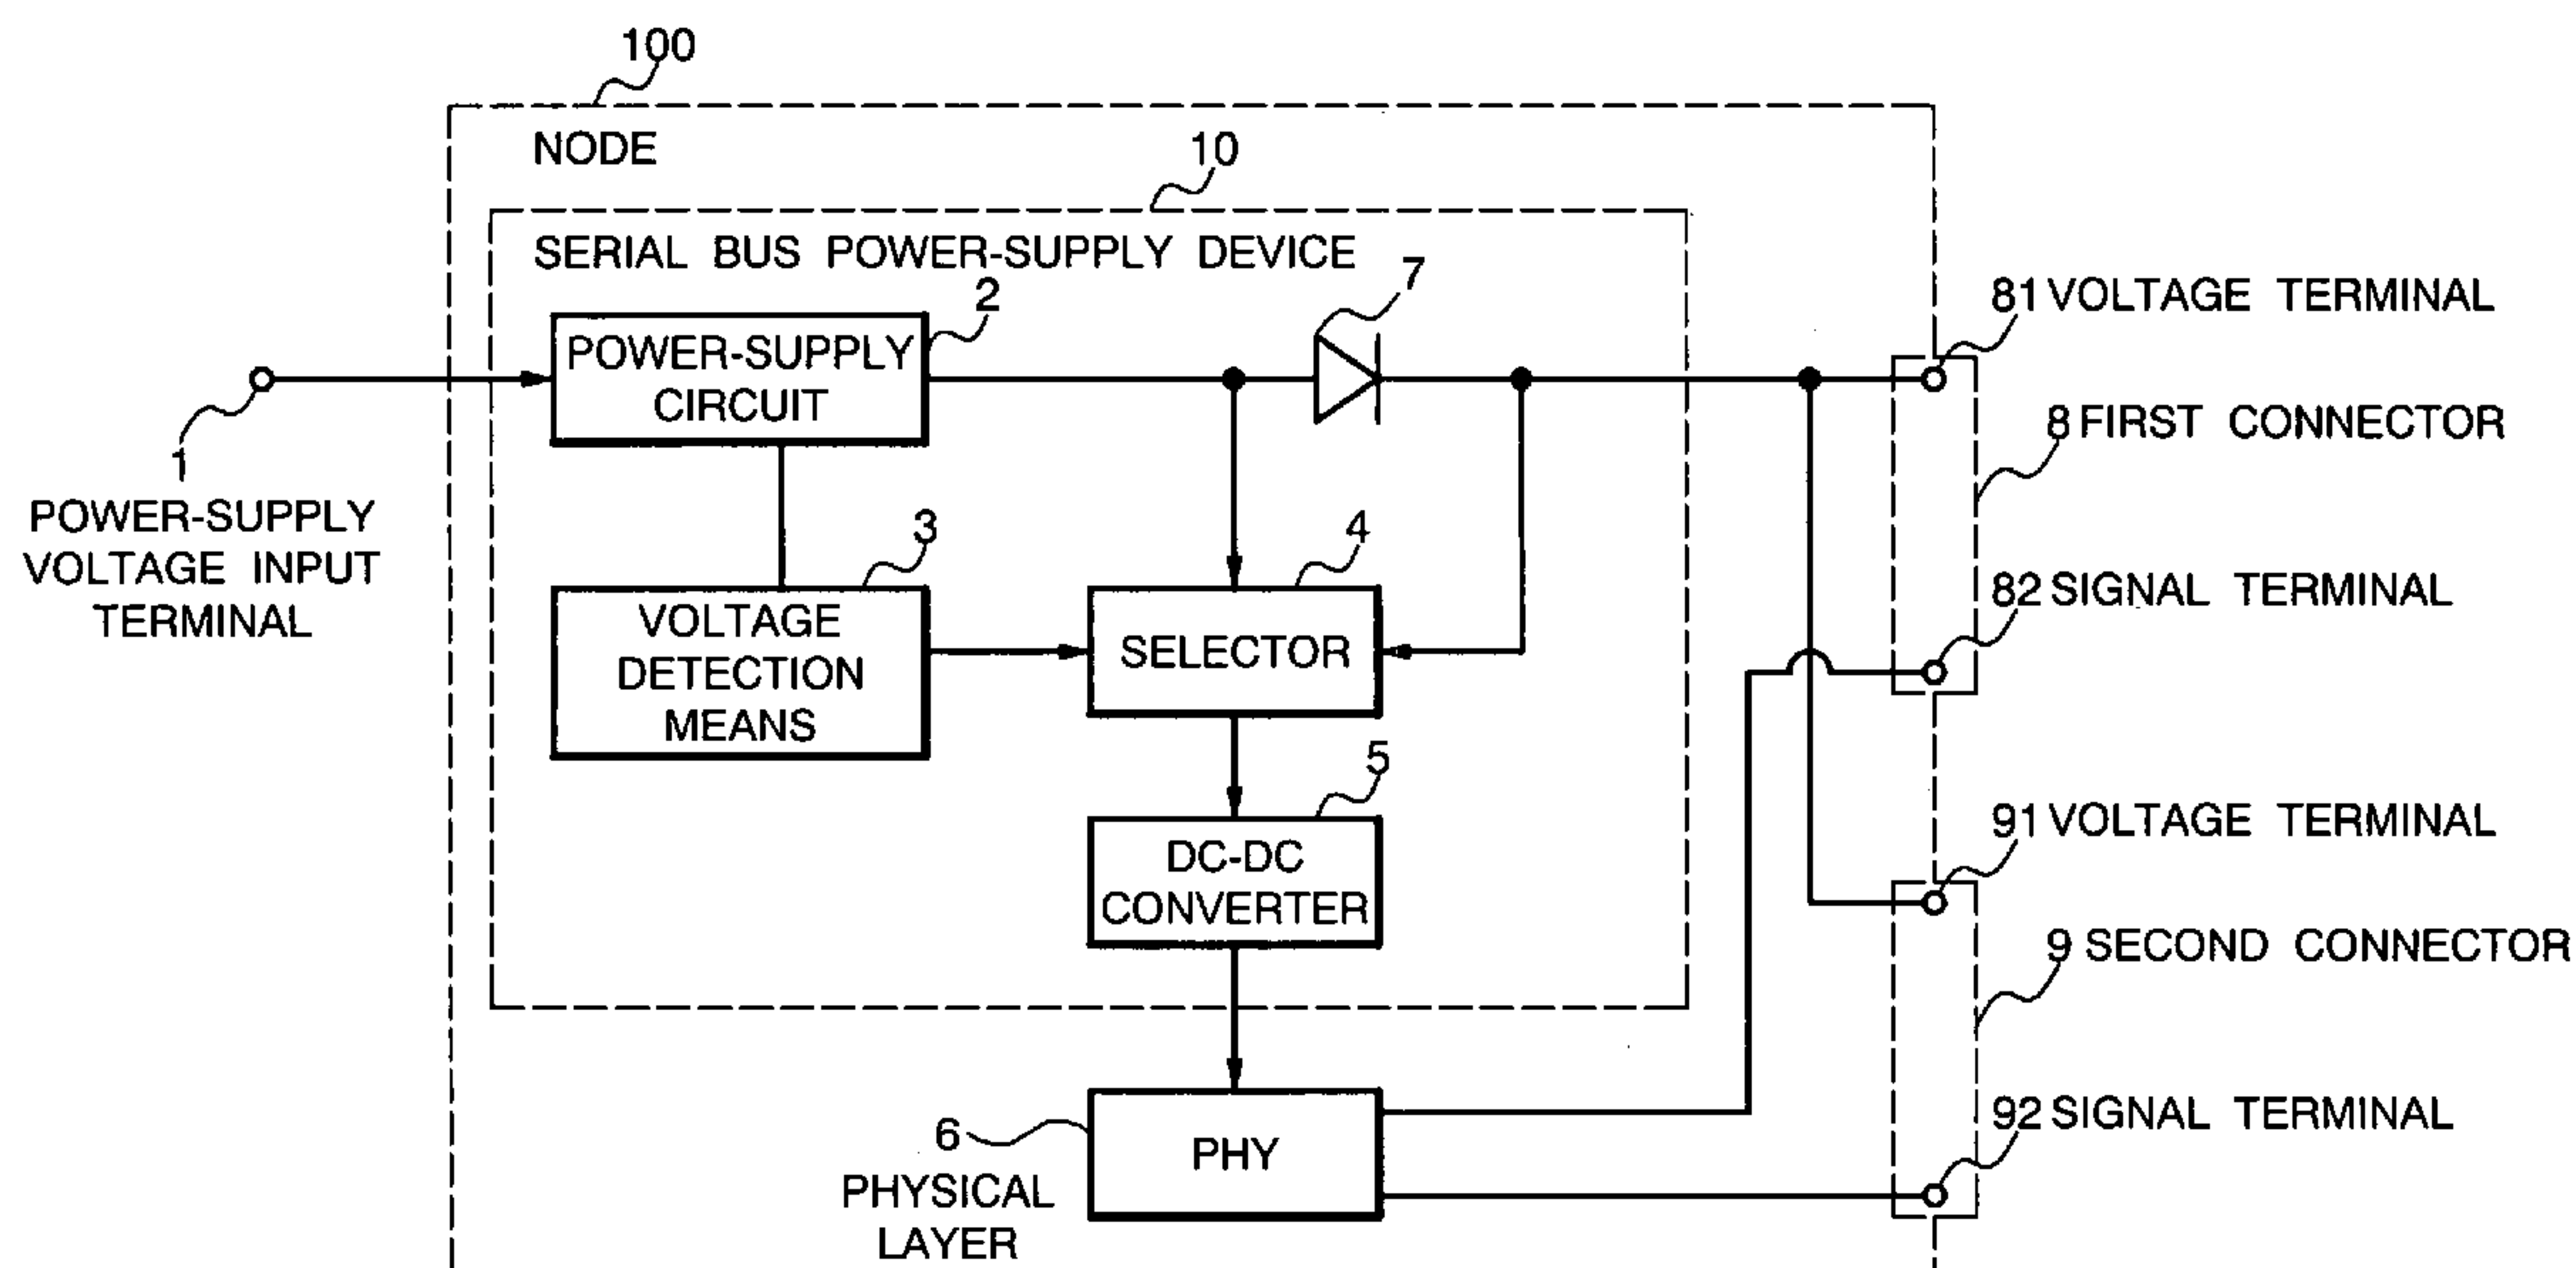 100
NODE
10
SERIAL BUS POWER-SUPPLY DEVICE
2
7
POWER-SUPPLY
CIRCUIT
81 VOLTAGE TERMINAL
8 FIRST CONNECTOR
1
POWER-SUPPLY
VOLTAGE INPUT
TERMINAL
3
VOLTAGE
DETECTION
MEANS
4
SELECTOR
82 SIGNAL TERMINAL
5
DC-DC
CONVERTER
91 VOLTAGE TERMINAL
9 SECOND CONNECTOR
6
PHYSICAL
LAYER
PHY
92 SIGNAL TERMINAL